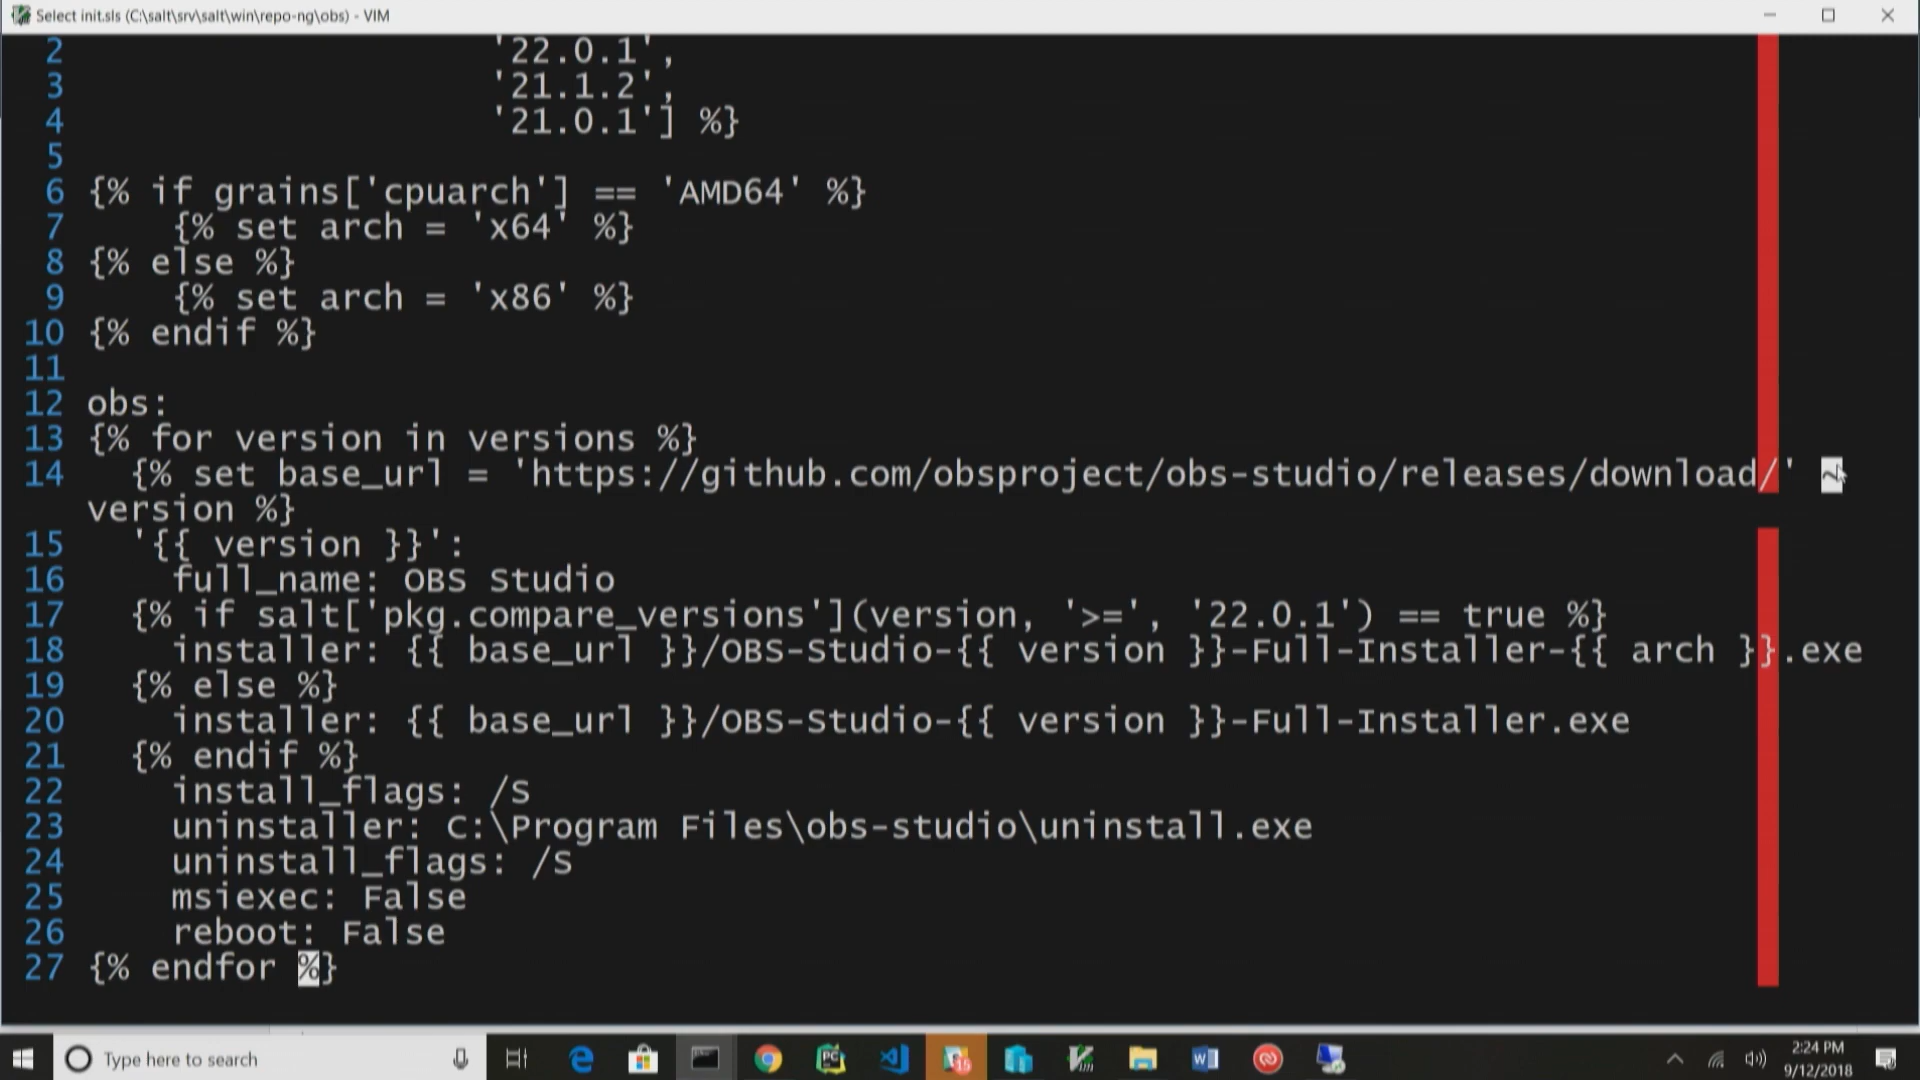 Select init.sls (C:\salt\srv\salt\win\repo-ng\obs) - VIM
2 '22.0.1',
3 '21.1.2',
4 '21.0.1'] %}
5
6 {% if grains['cpuarch'] == 'AMD64' %}
7 {% set arch = 'x64' %}
8 {% else %}
9 {% set arch = 'x86' %}
10 {% endif %}
11
12 obs:
13 {% for version in versions %}
14 {% set base_url = 'https://github.com/obsproject/obs-studio/releases/download/' ~
version %}
15 '{{ version }}':
16 full_name: OBS Studio
17 {% if salt['pkg.compare_versions'](version, '>=', '22.0.1') == true %}
18 installer: {{ base_url }}/OBS-Studio-{{ version }}-Full-Installer-{{ arch }}.exe
19 {% else %}
20 installer: {{ base_url }}/OBS-Studio-{{ version }}-Full-Installer.exe
21 {% endif %}
22 install_flags: /S
23 uninstaller: C:\Program Files\obs-studio\uninstall.exe
24 uninstall_flags: /S
25 msiexec: False
26 reboot: False
27 {% endfor %}
Type here to search
2:24 PM
9/12/2018